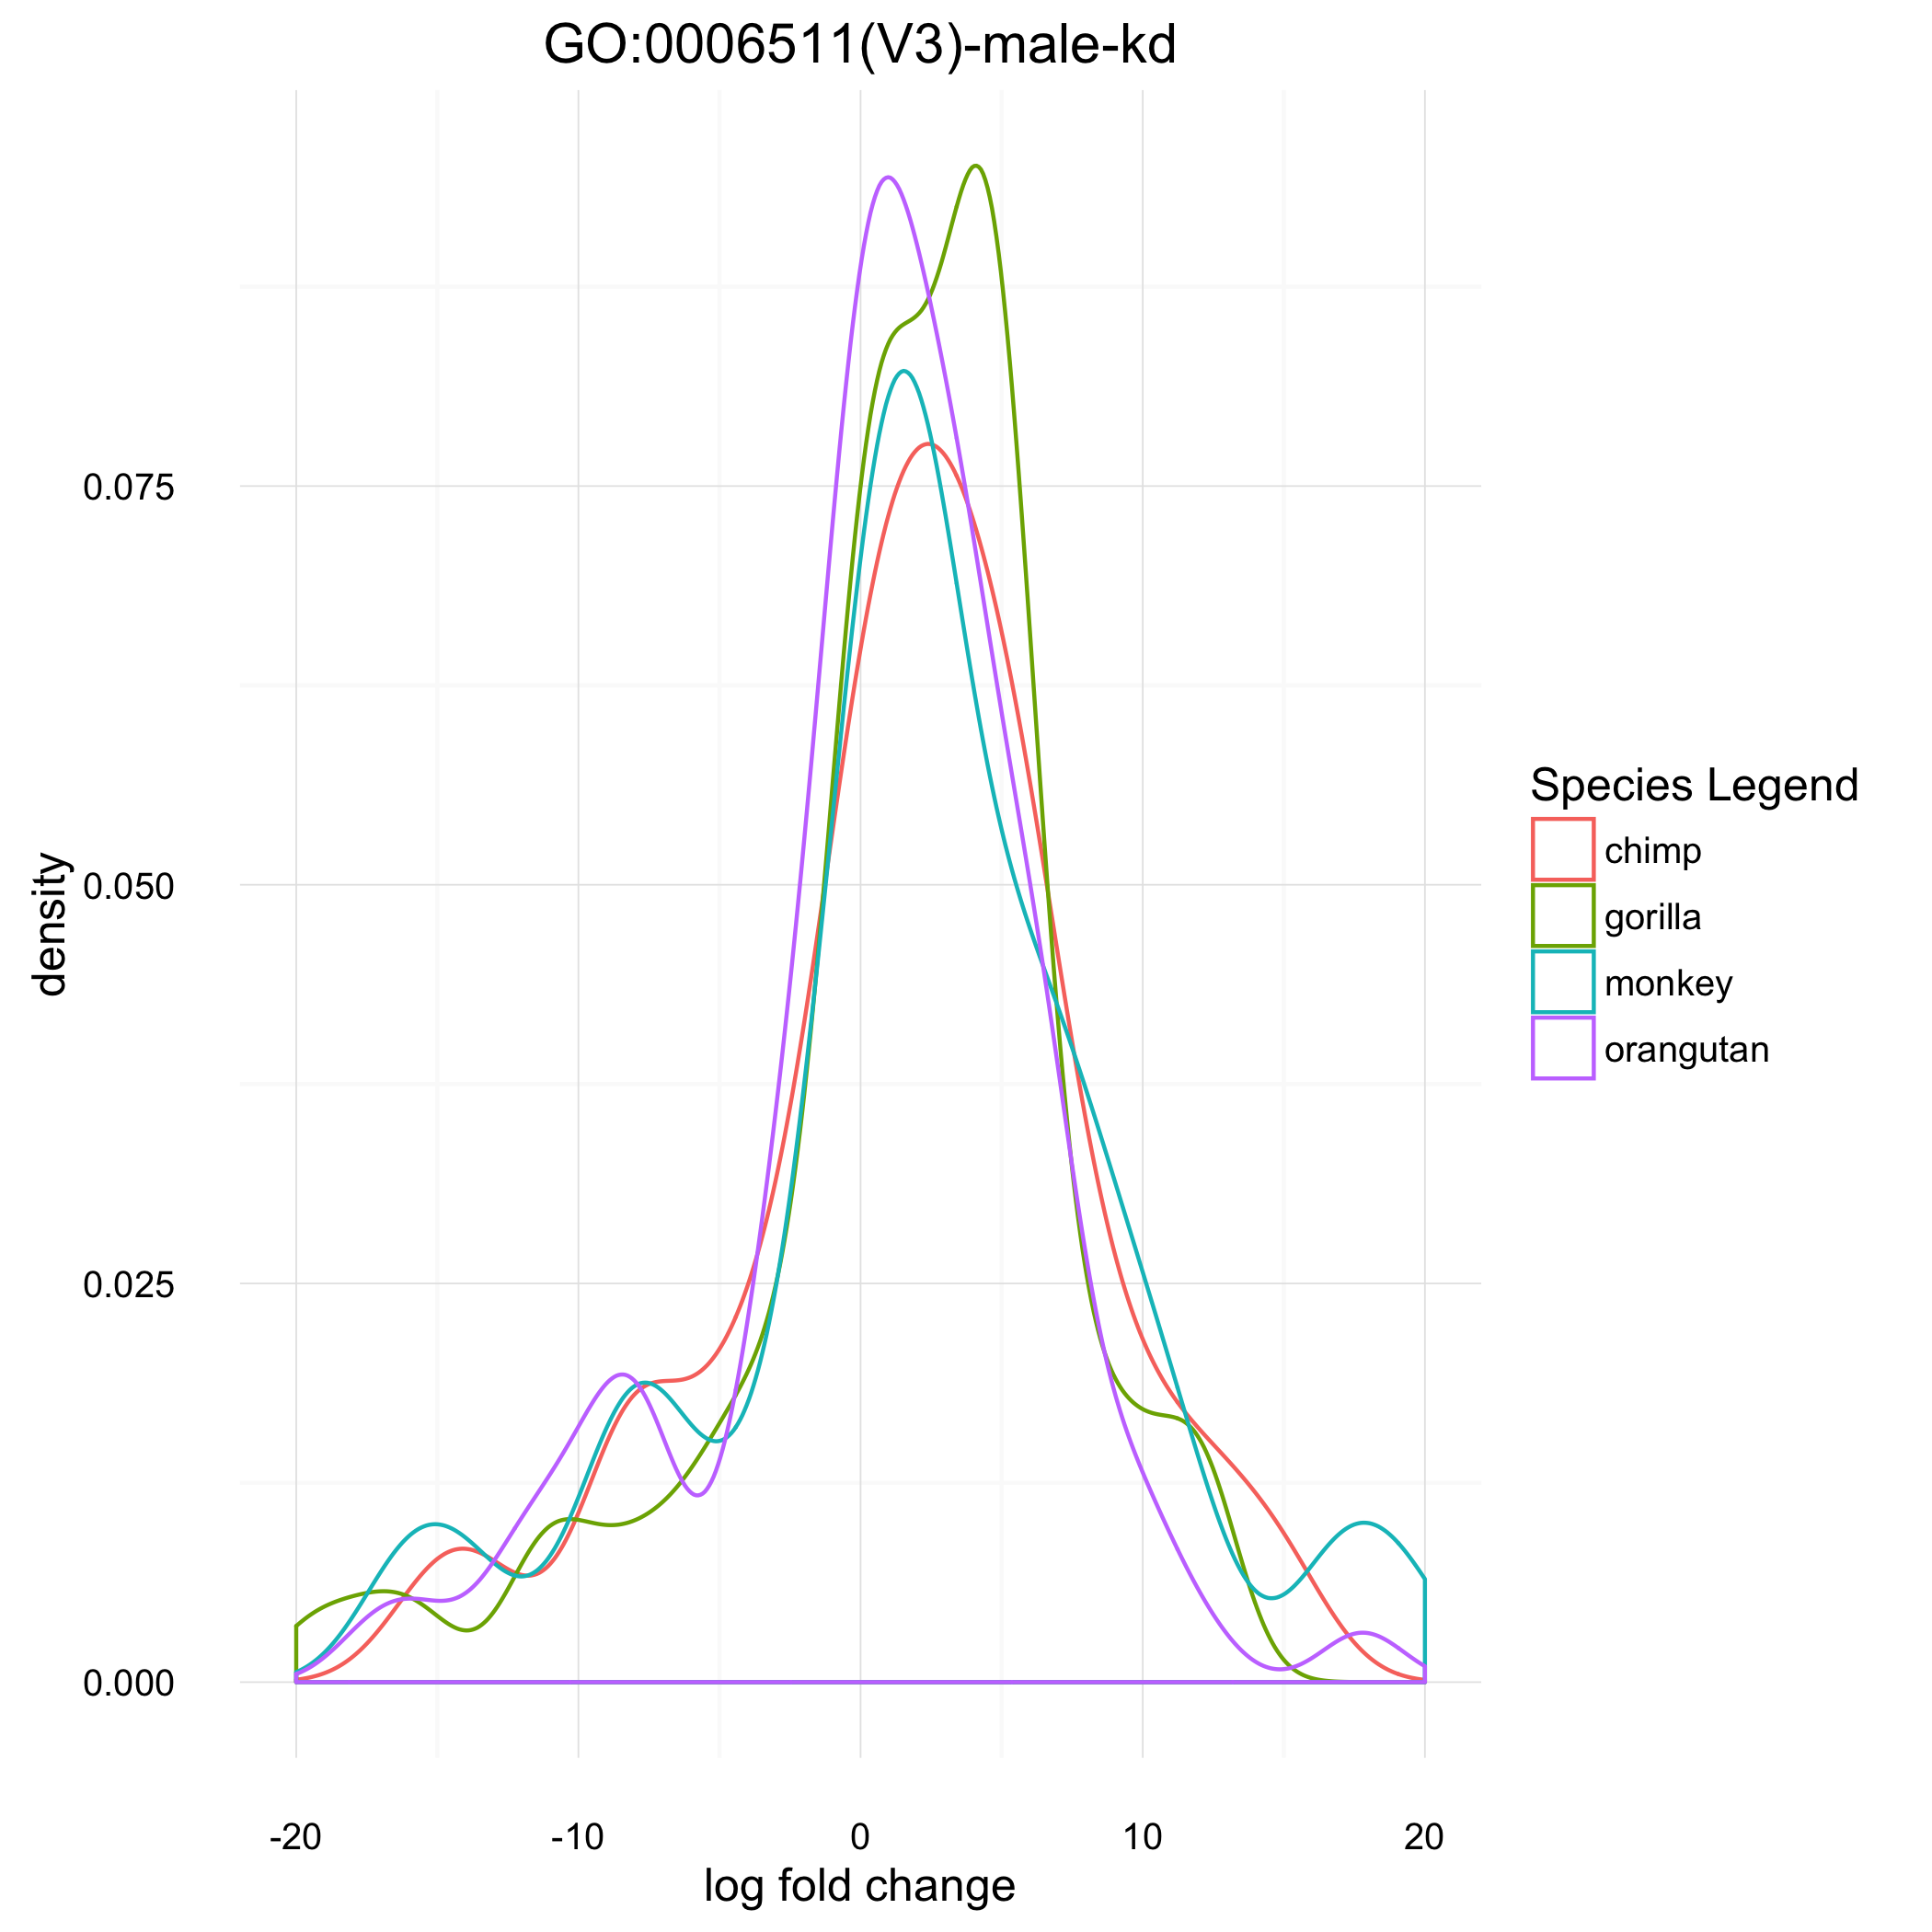 GO:0006511(V3)-male-kd
0.075
0.050
0.025
0.000
density
-20 -10 0 10 20
log fold change
Species Legend
chimp
gorilla
monkey
orangutan